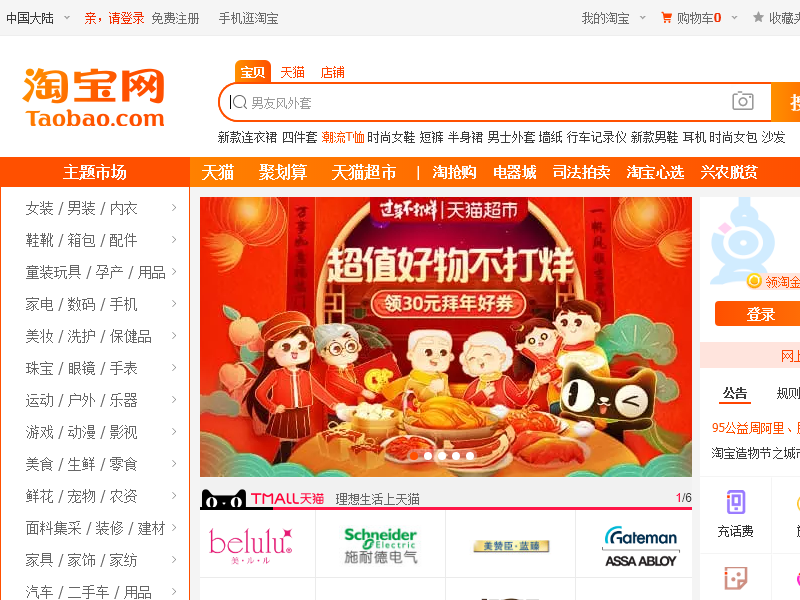 中国大陆 亲，请登录 免费注册 手机逛淘宝 我的淘宝 购物车0 收藏夹
宝贝 天猫 店铺
淘宝网
Taobao.com
男友风外套
新款连衣裙 四件套 潮流T恤 时尚女鞋 短裤 半身裙 男士外套 墙纸 行车记录仪 新款男鞋 耳机 时尚女包 沙发
主题市场 天猫 聚划算 天猫超市 | 淘抢购 电器城 司法拍卖 淘宝心选 兴农脱贫
女装 / 男装 / 内衣
鞋靴 / 箱包 / 配件
童装玩具 / 孕产 / 用品
家电 / 数码 / 手机
美妆 / 洗护 / 保健品
珠宝 / 眼镜 / 手表
运动 / 户外 / 乐器
游戏 / 动漫 / 影视
美食 / 生鲜 / 零食
鲜花 / 宠物 / 农资
面料集采 / 装修 / 建材
家具 / 家饰 / 家纺
汽车 / 二手车 / 用品
过年不打烊 | 天猫超市
超值好物不打烊
领30元拜年好券
TMALL天猫 理想生活上天猫 1/6
belulu
美·ル·ル
Schneider
Electric
施耐德电气
美赞臣·蓝臻
Gateman
ASSA ABLOY
领淘金
登录
网上
公告 规则
95公益周阿里、
淘宝造物节之城市
充话费